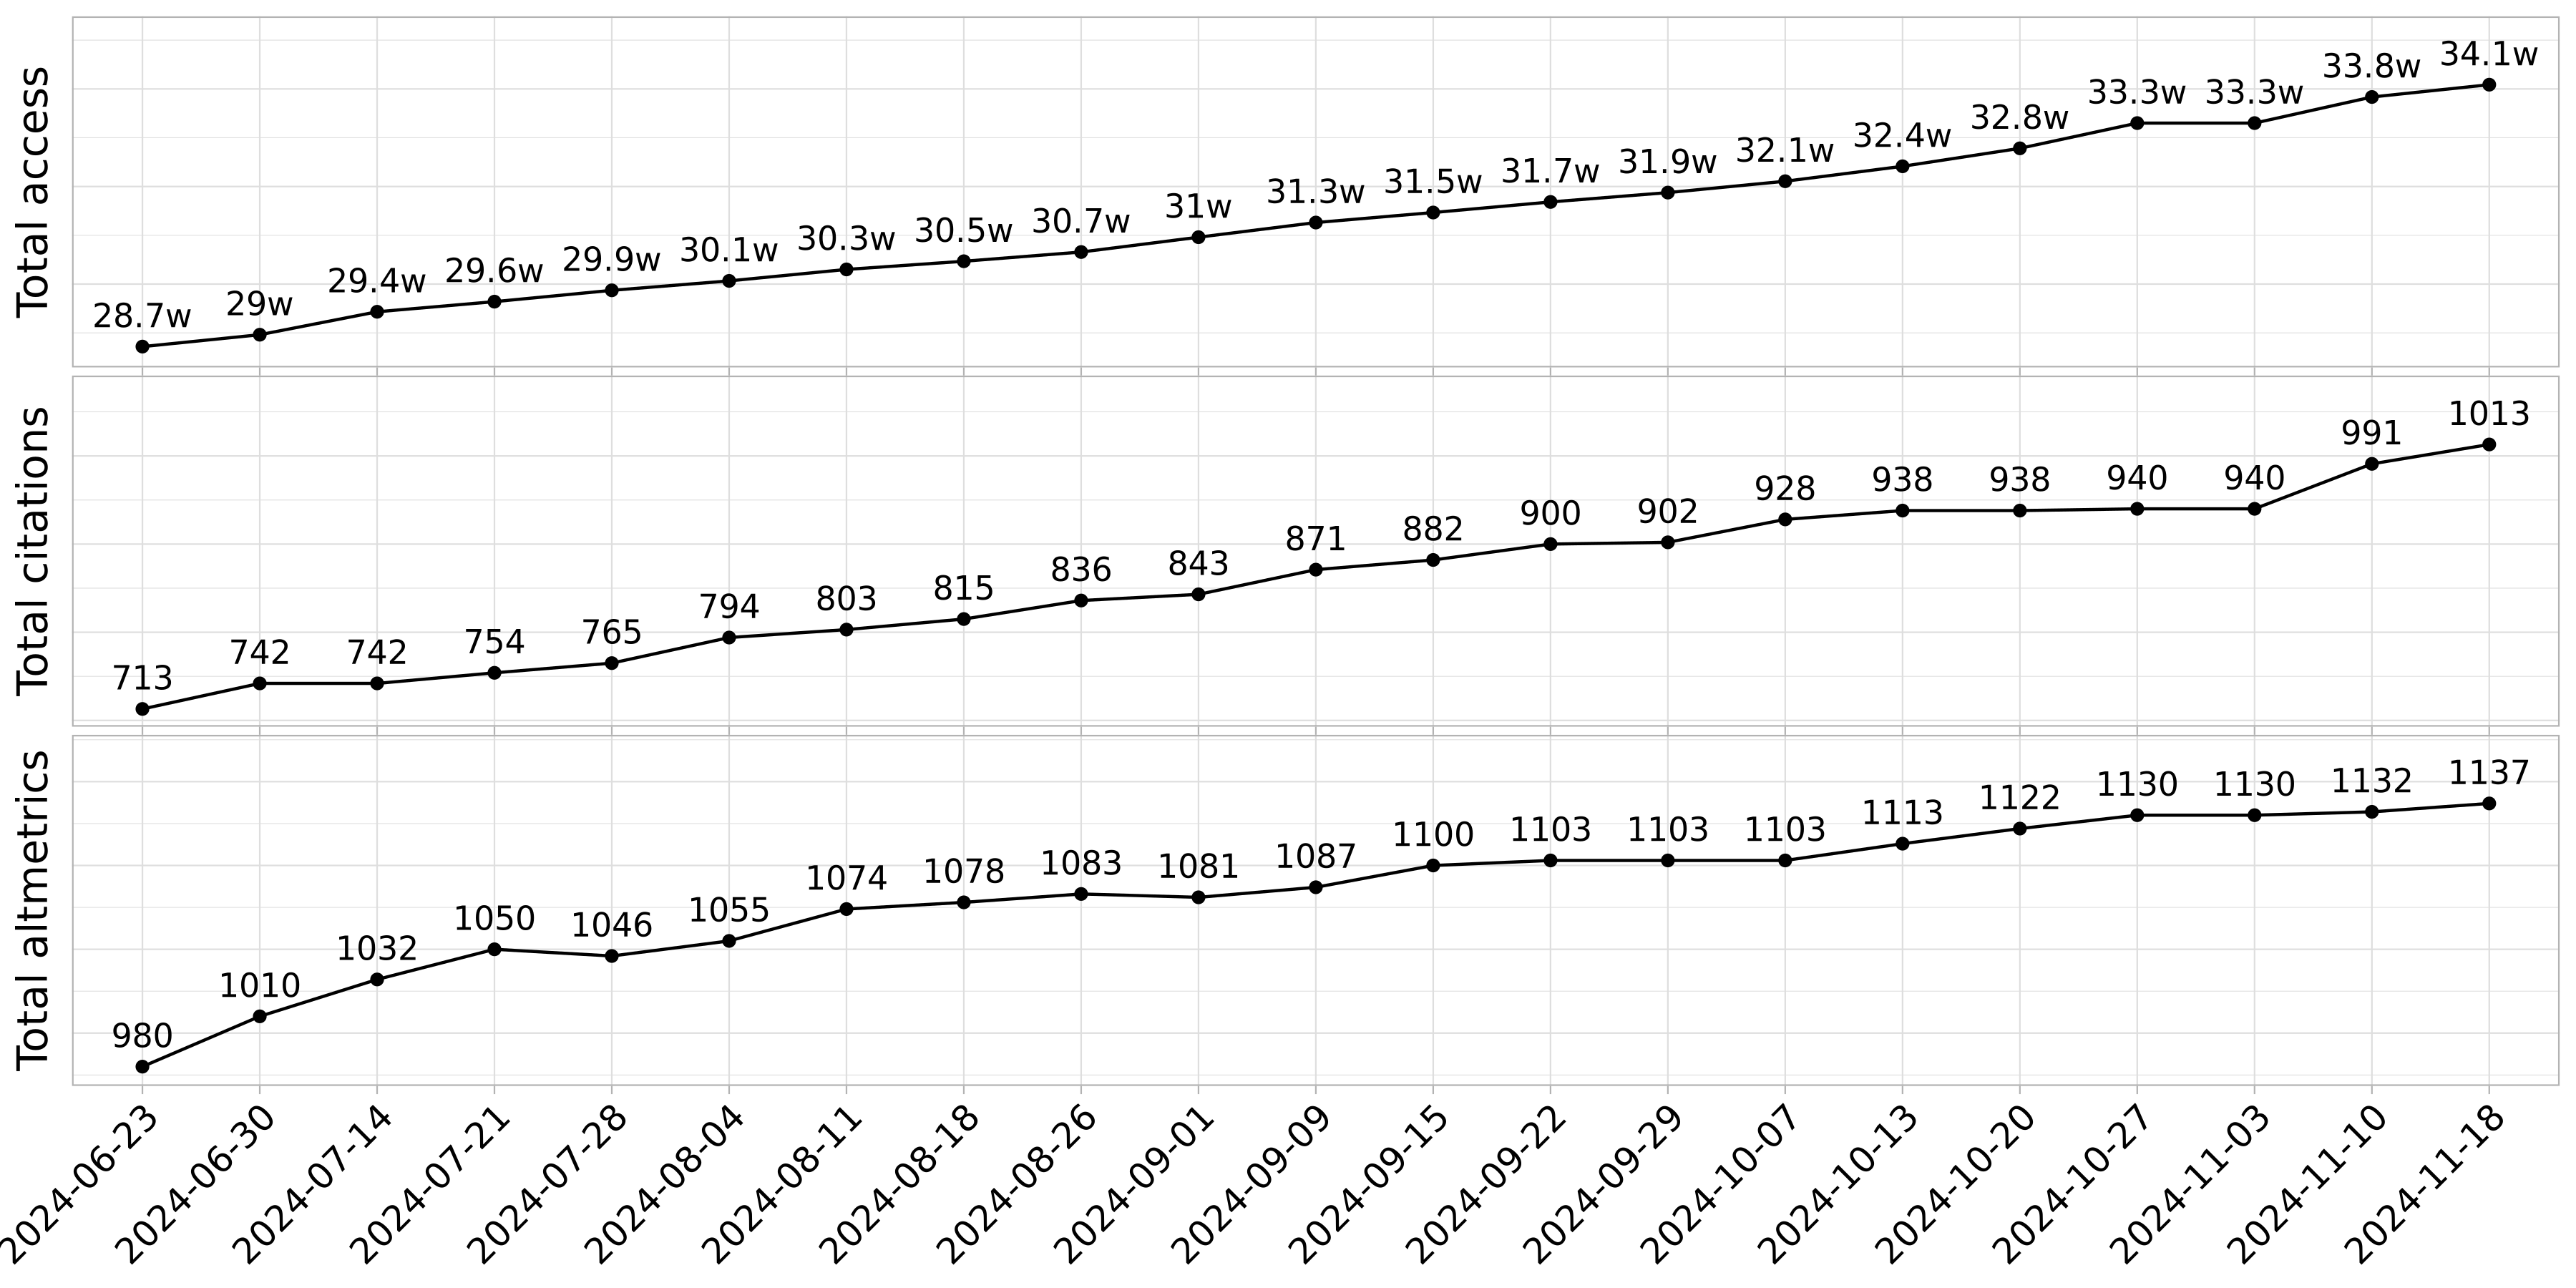 Total access
28.7w
29w
29.4w
29.6w
29.9w
30.1w
30.3w
30.5w
30.7w
31w
31.3w
31.5w
31.7w
31.9w
32.1w
32.4w
32.8w
33.3w
33.3w
33.8w
34.1w
Total citations
713
742
742
754
765
794
803
815
836
843
871
882
900
902
928
938
938
940
940
991
1013
Total altmetrics
980
1010
1032
1050
1046
1055
1074
1078
1083
1081
1087
1100
1103
1103
1103
1113
1122
1130
1130
1132
1137
2024-06-23
2024-06-30
2024-07-14
2024-07-21
2024-07-28
2024-08-04
2024-08-11
2024-08-18
2024-08-26
2024-09-01
2024-09-09
2024-09-15
2024-09-22
2024-09-29
2024-10-07
2024-10-13
2024-10-20
2024-10-27
2024-11-03
2024-11-10
2024-11-18